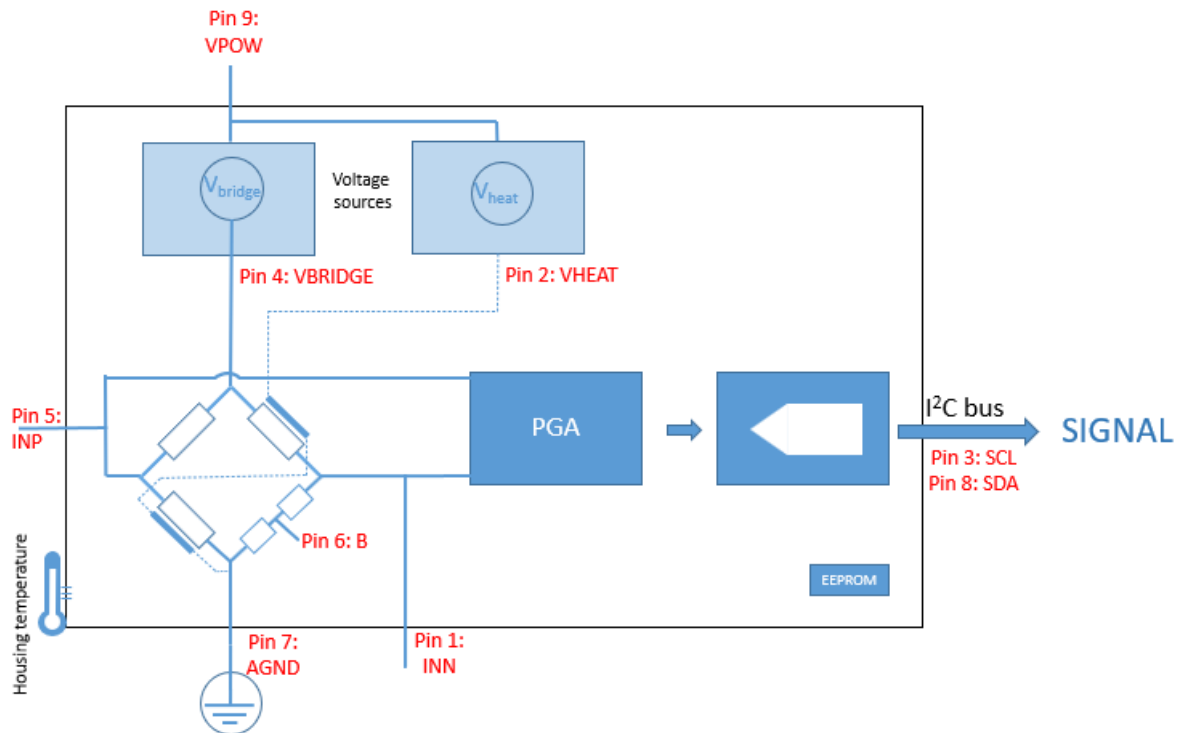 Pin 9:
VPOW
Vbridge
Voltage
sources
Vheat
Pin 4: VBRIDGE
Pin 2: VHEAT
Pin 5:
INP
PGA
I²C bus
SIGNAL
Pin 3: SCL
Pin 8: SDA
Pin 6: B
Housing temperature
EEPROM
Pin 7:
AGND
Pin 1:
INN